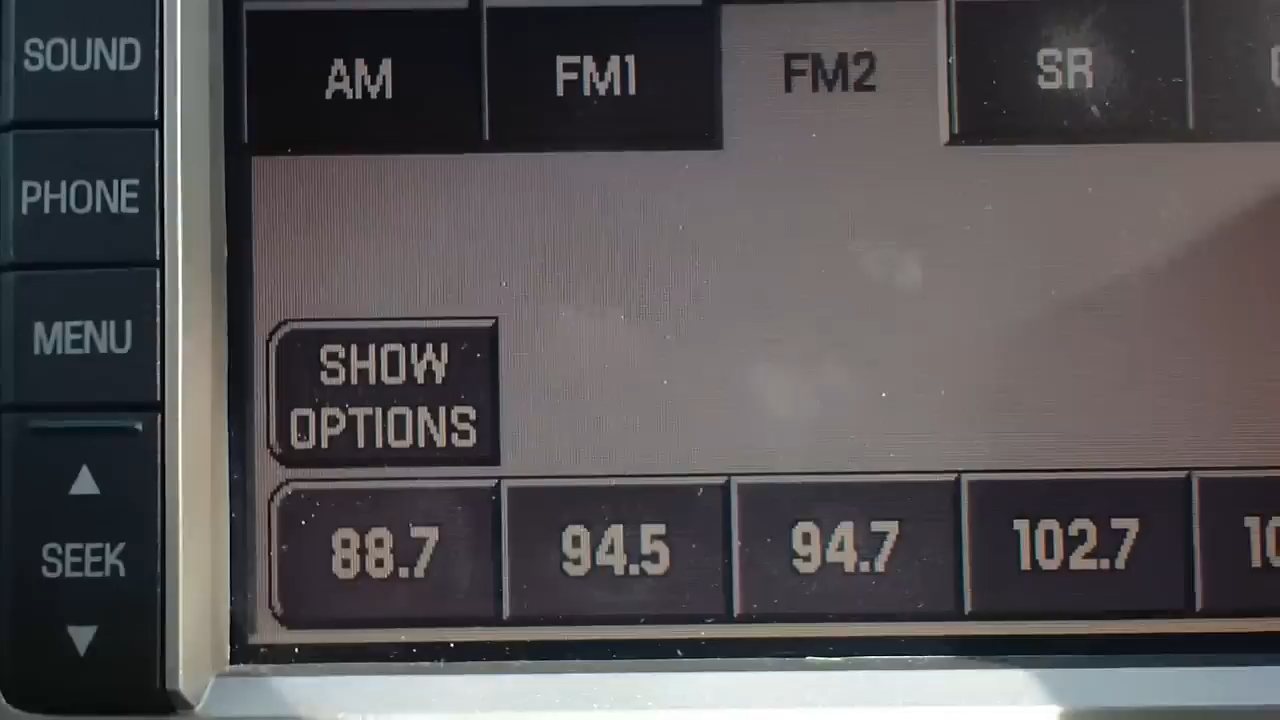 SOUND
AM FM1 FM2 SR
PHONE
MENU
SHOW
OPTIONS
SEEK
88.7 94.5 94.7 102.7